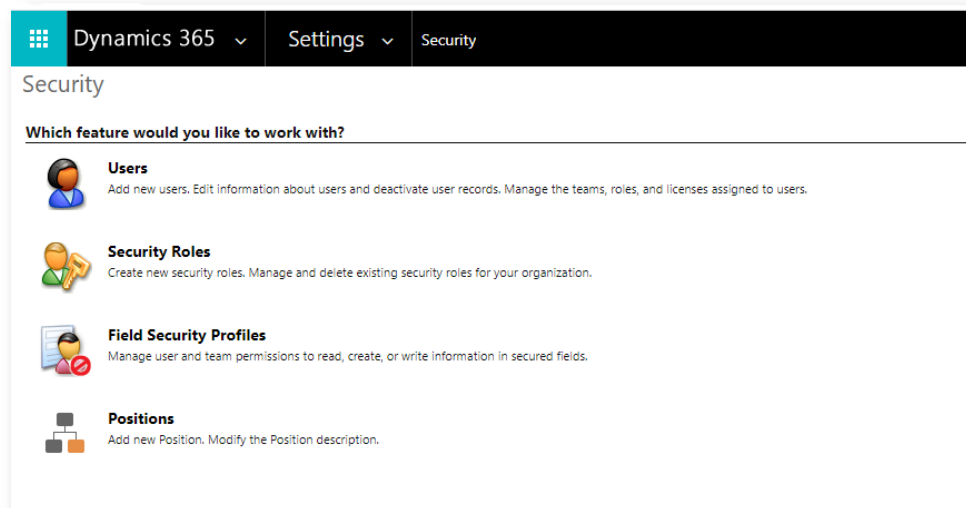 Dynamics 365 Settings Security
Security
Which feature would you like to work with?
Users
Add new users. Edit information about users and deactivate user records. Manage the teams, roles, and licenses assigned to users.
Security Roles
Create new security roles. Manage and delete existing security roles for your organization.
Field Security Profiles
Manage user and team permissions to read, create, or write information in secured fields.
Positions
Add new Position. Modify the Position description.